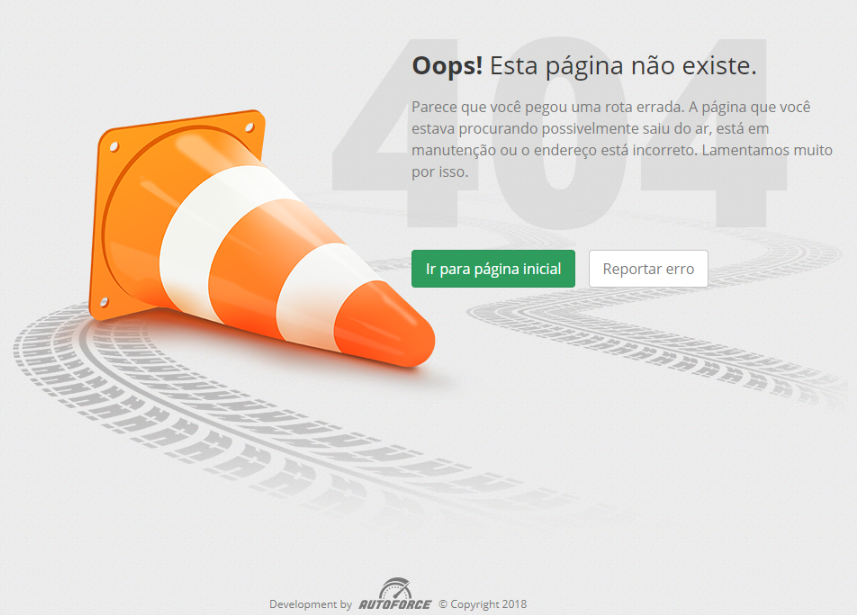 404
Oops! Esta página não existe.
Parece que você pegou uma rota errada. A página que você
estava procurando possivelmente saiu do ar, está em
manutenção ou o endereço está incorreto. Lamentamos muito
por isso.
Ir para página inicial
Reportar erro
Development by AUTOFORCE © Copyright 2018